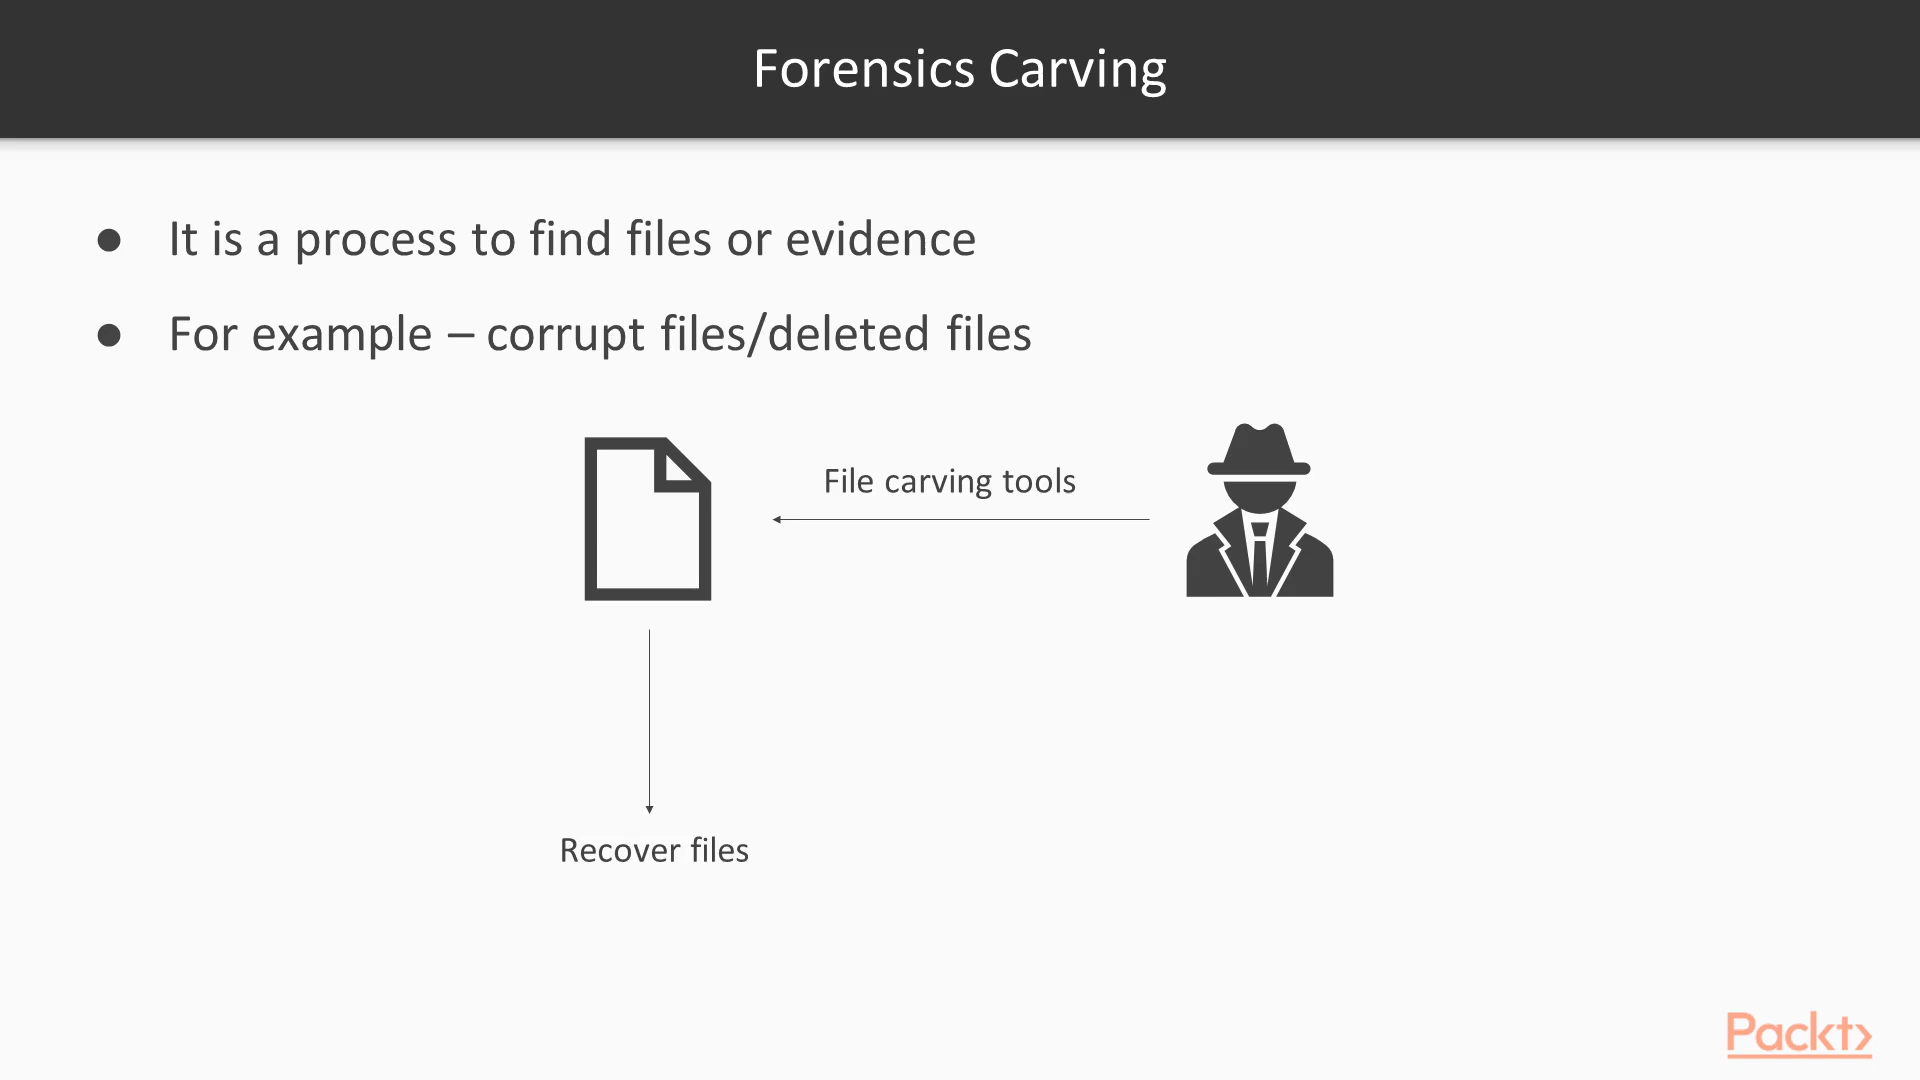 Forensics Carving
● It is a process to find files or evidence
● For example – corrupt files/deleted files
File carving tools
Recover files
Packt>